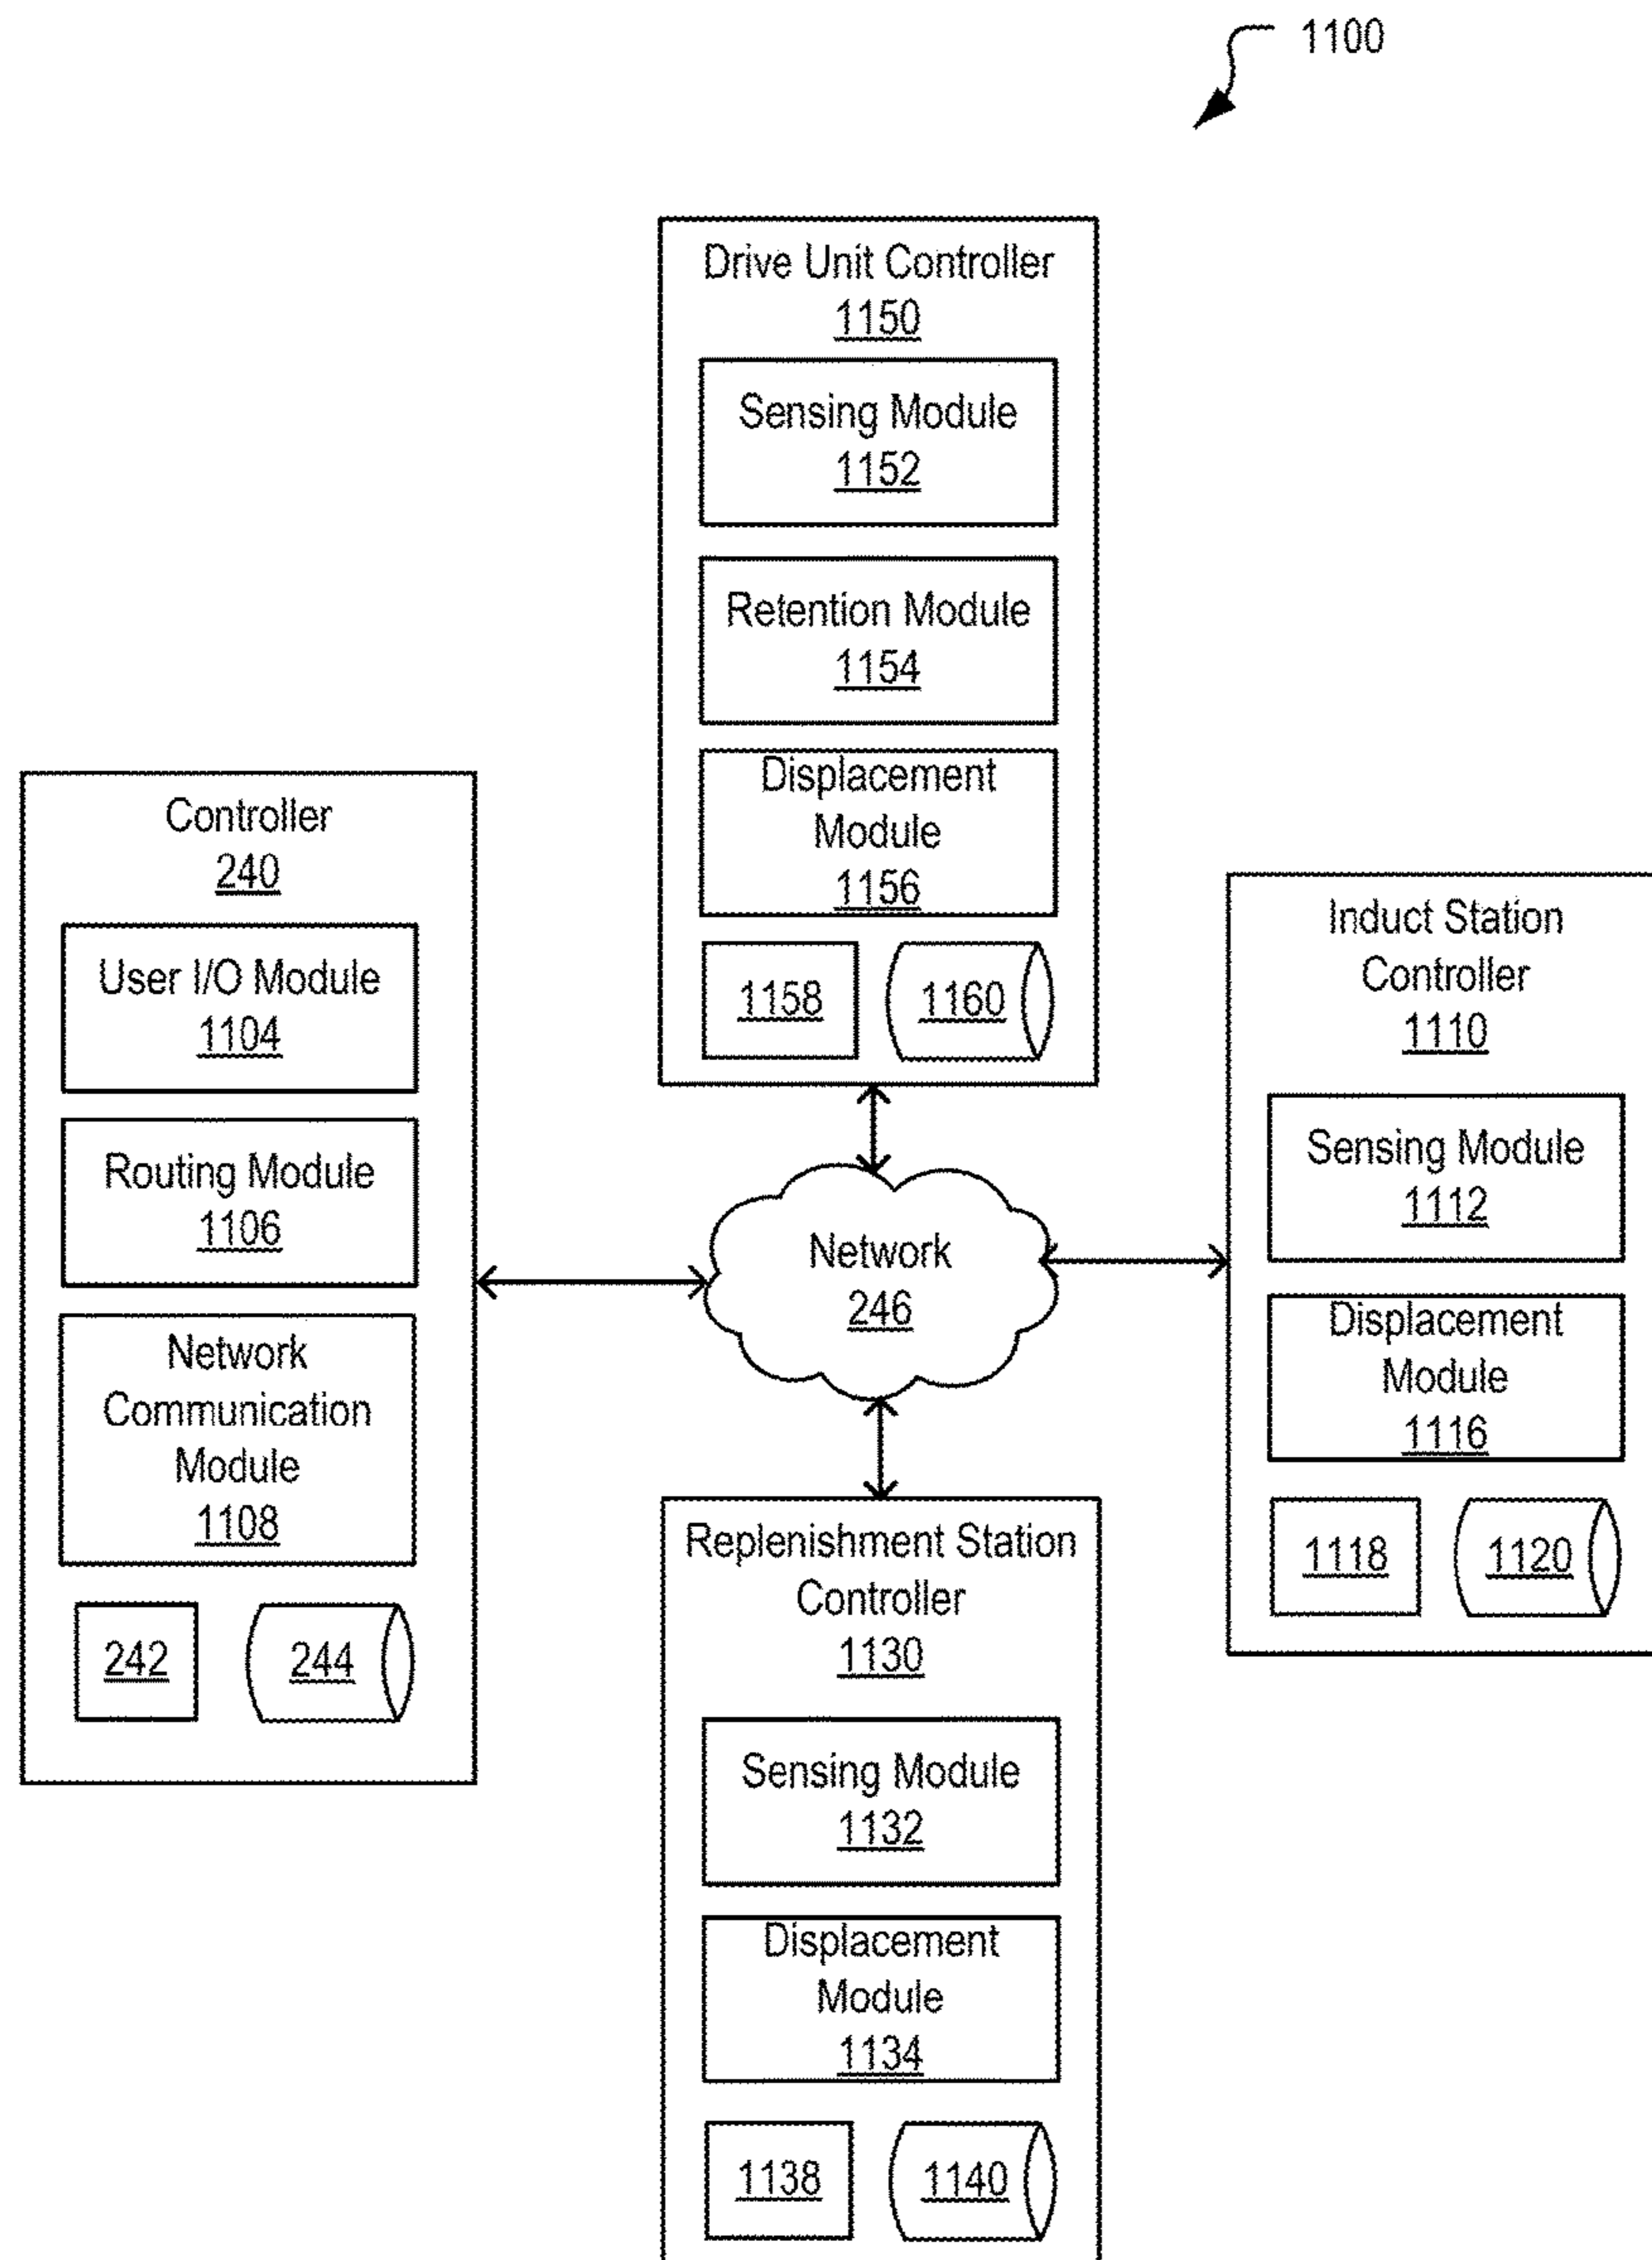 1100
Drive Unit Controller
1150
Sensing Module
1152
Retention Module
1154
Displacement
Module
1156
1158
1160
Controller
240
User I/O Module
1104
Routing Module
1106
Network
Communication
Module
1108
242
244
Network
246
Induct Station
Controller
1110
Sensing Module
1112
Displacement
Module
1116
1118
1120
Replenishment Station
Controller
1130
Sensing Module
1132
Displacement
Module
1134
1138
1140